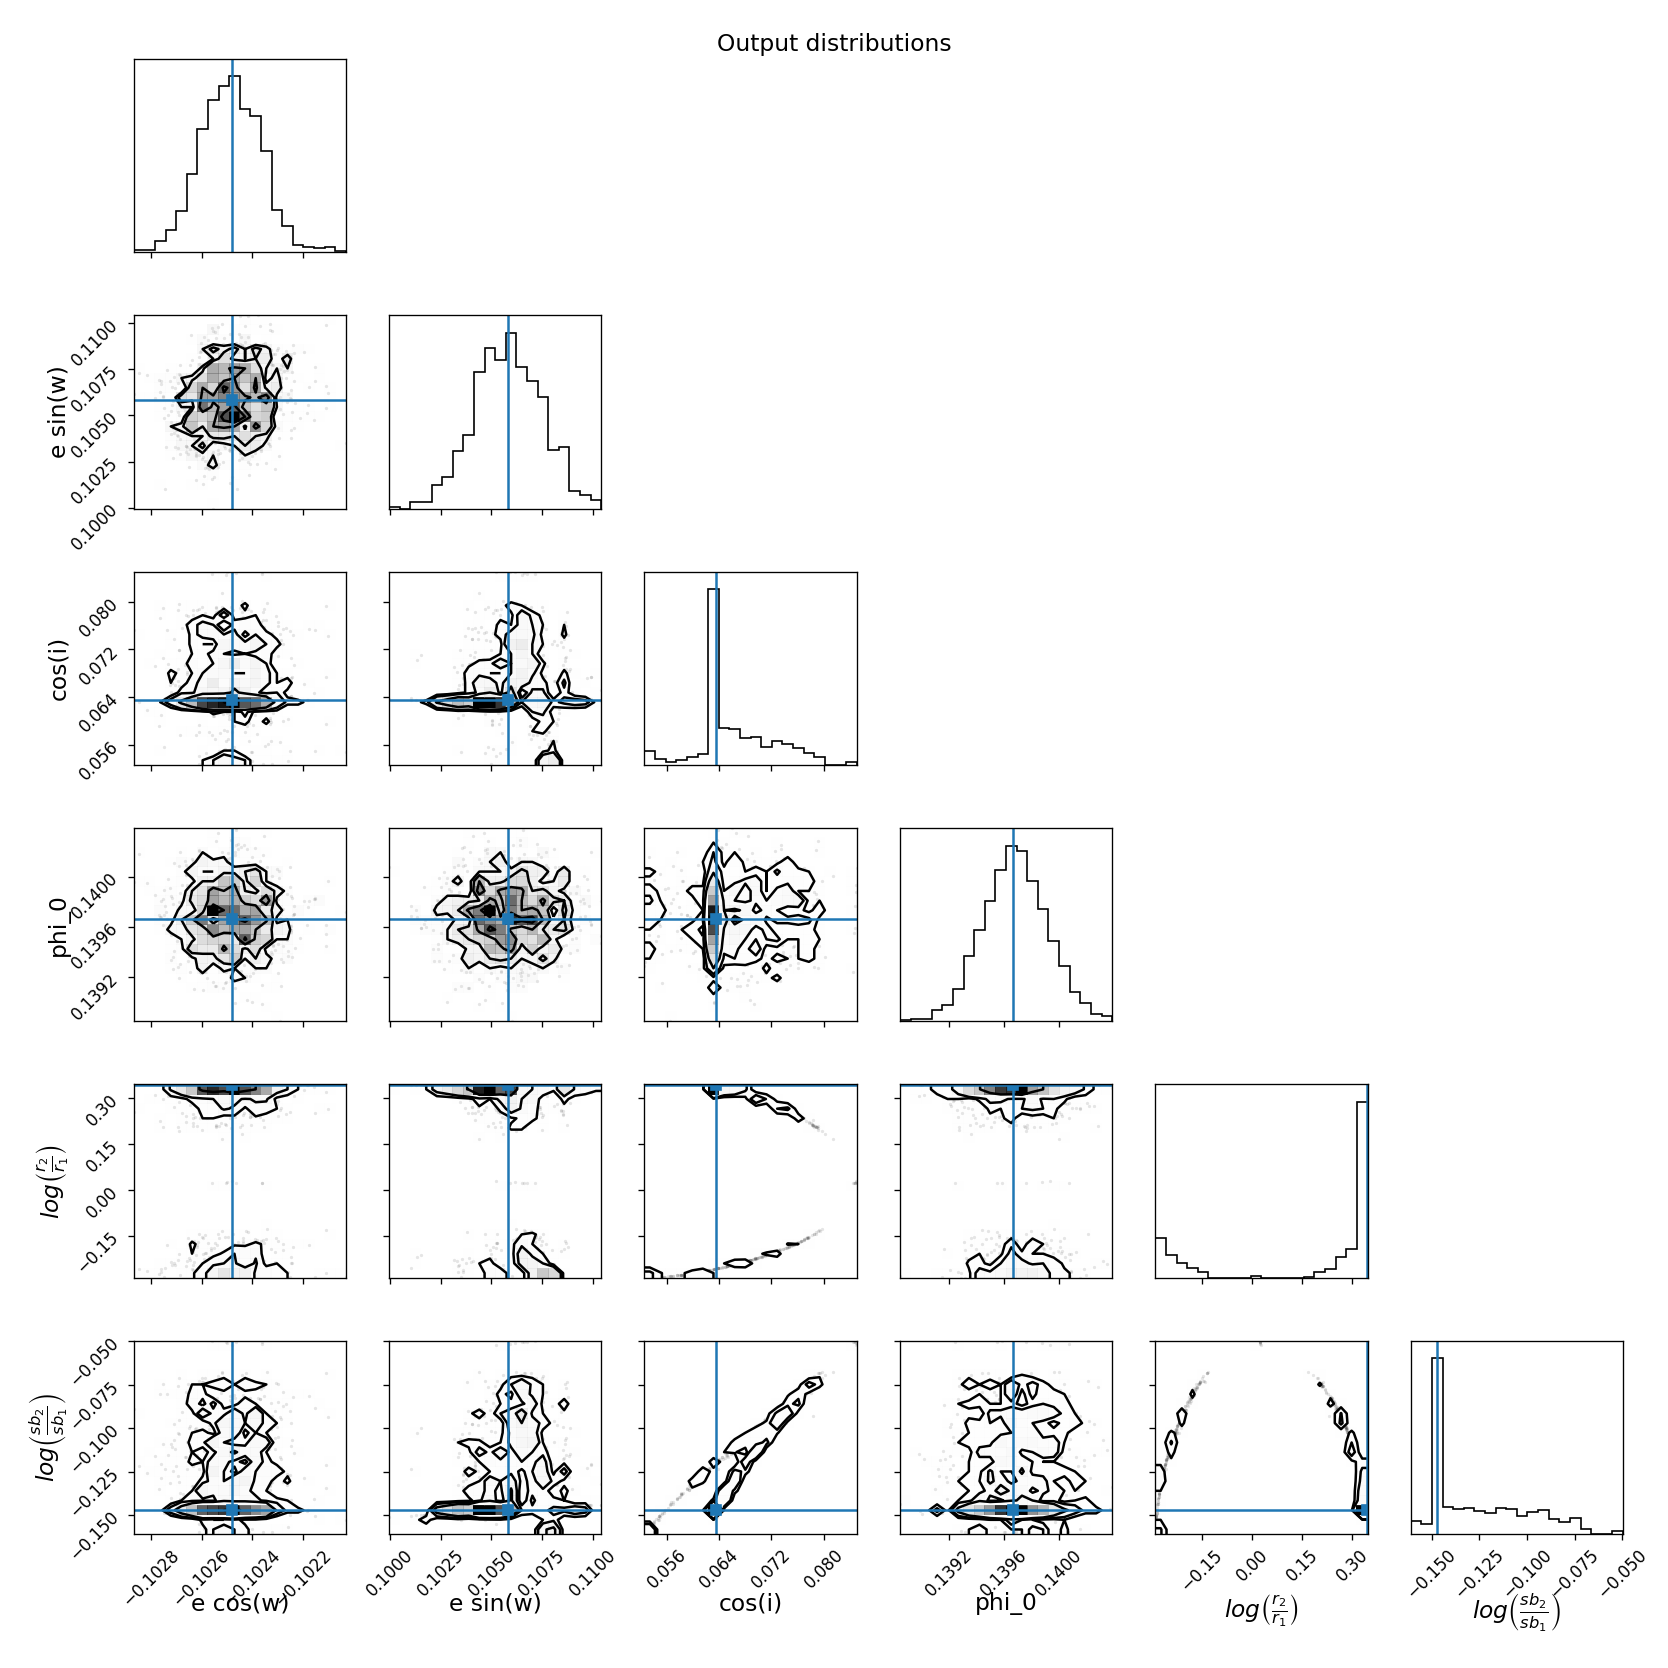 Output distributions
e sin(w)
0.1100
0.1075
0.1050
0.1025
0.1000
cos(i)
0.080
0.072
0.064
0.056
phi_0
0.1400
0.1396
0.1392
log(r2/r1)
0.30
0.15
0.00
−0.15
log(sb2/sb1)
−0.050
−0.075
−0.100
−0.125
−0.150
−0.1028 −0.1026 −0.1024 −0.1022
0.1000 0.1025 0.1050 0.1075 0.1100
0.056 0.064 0.072 0.080
0.1392 0.1396 0.1400
−0.15 0.00 0.15 0.30
−0.150 −0.125 −0.100 −0.075 −0.050
e cos(w)
e sin(w)
cos(i)
phi_0
log(r2/r1)
log(sb2/sb1)